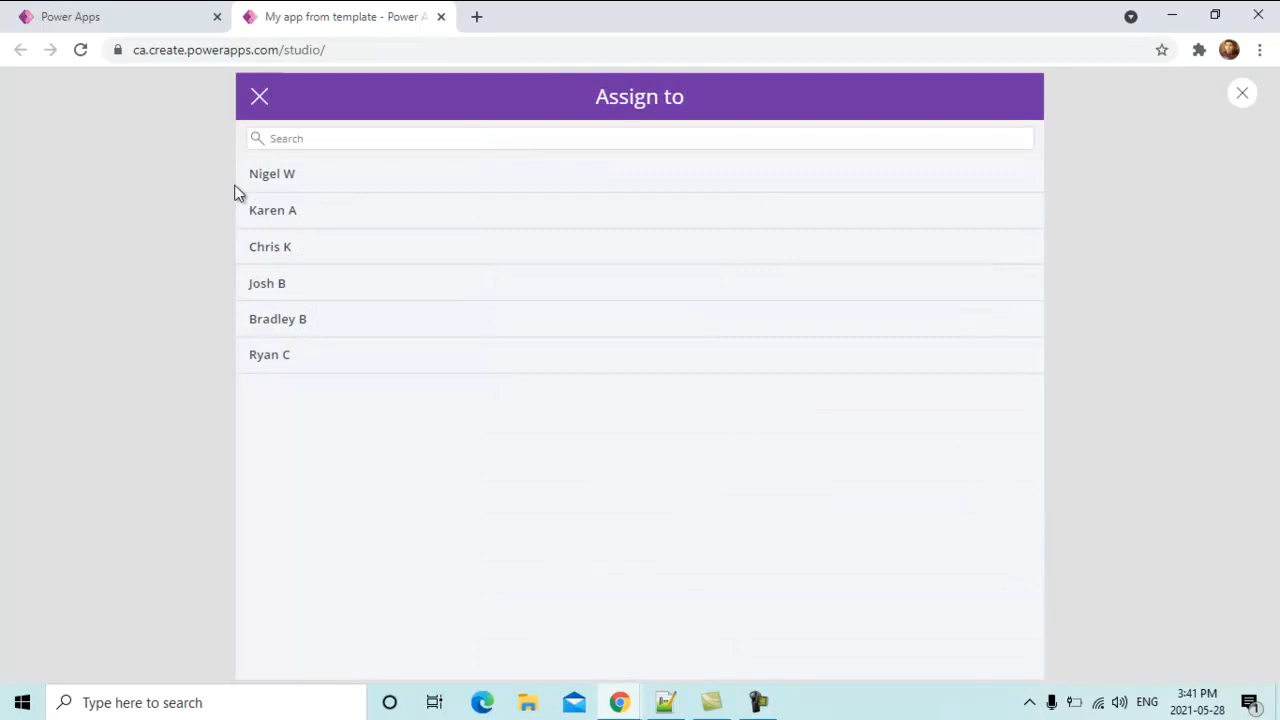 Power Apps
My app from template - Power A
ca.create.powerapps.com/studio/
Assign to
Search
Nigel W
Karen A
Chris K
Josh B
Bradley B
Ryan C
Type here to search
ENG
3:41 PM
2021-05-28
1